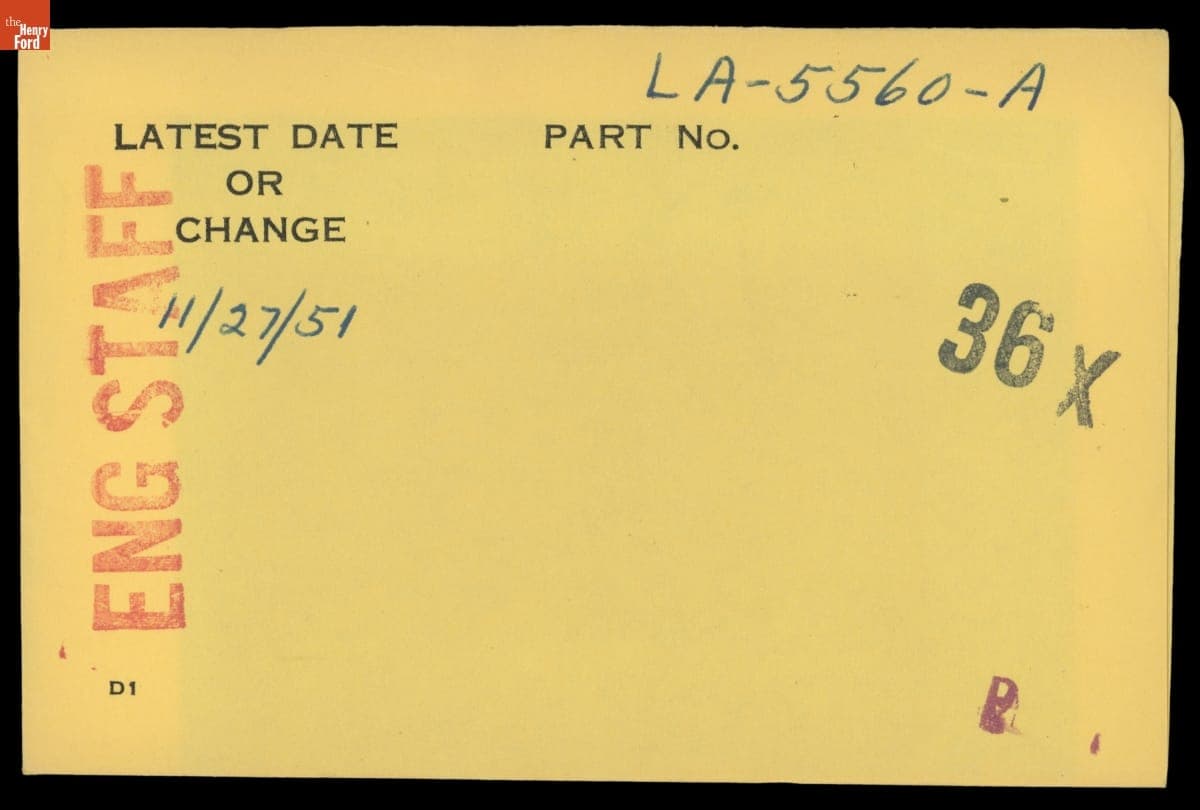 the
Henry
Ford
LA-5560-A
LATEST DATE PART No.
OR
CHANGE
11/27/51
ENG STAFF
36 X
D1